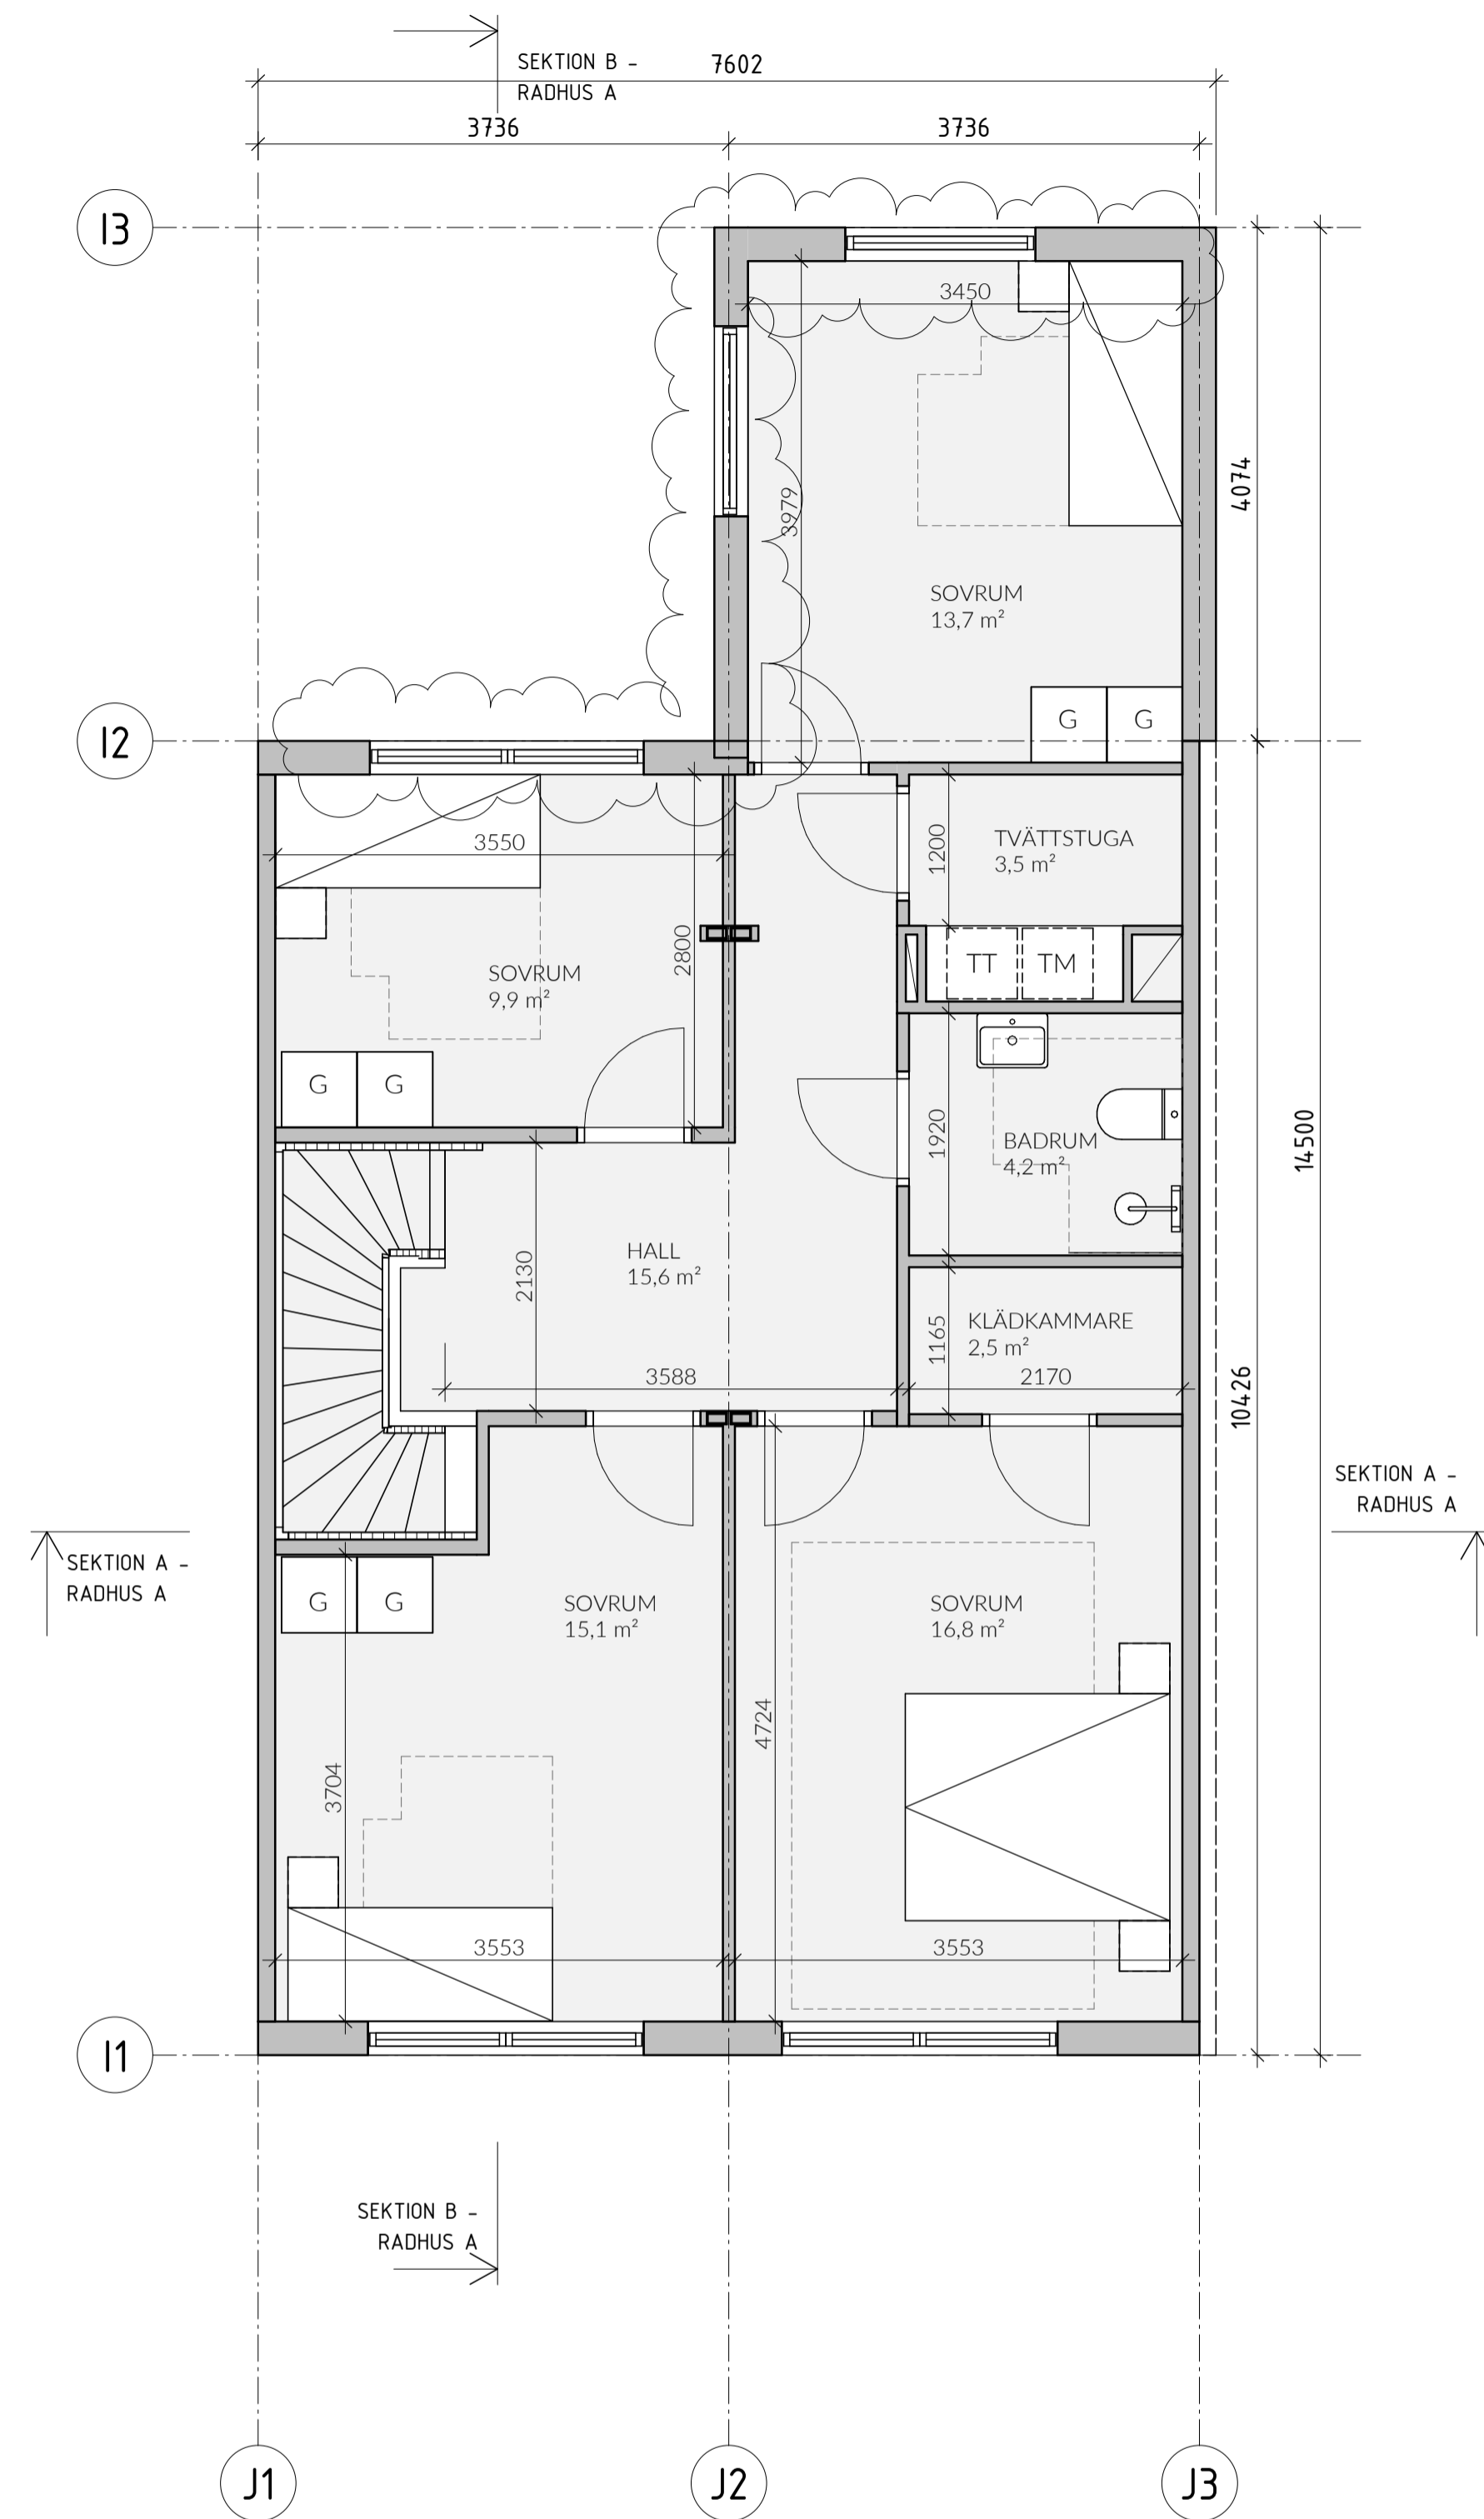 SEKTION B -
RADHUS A
7602
3736
3736
I3
3450
3979
4074
SOVRUM
13,7 m²
G
G
I2
3550
1200
TVÄTTSTUGA
3,5 m²
2800
SOVRUM
9,9 m²
TT
TM
G
G
1920
BADRUM
4,2 m²
14500
HALL
15,6 m²
2130
KLÄDKAMMARE
2,5 m²
1165
3588
2170
10426
SEKTION A -
RADHUS A
SEKTION A -
RADHUS A
G
G
SOVRUM
15,1 m²
SOVRUM
16,8 m²
4724
3704
3553
3553
I1
SEKTION B -
RADHUS A
J1
J2
J3